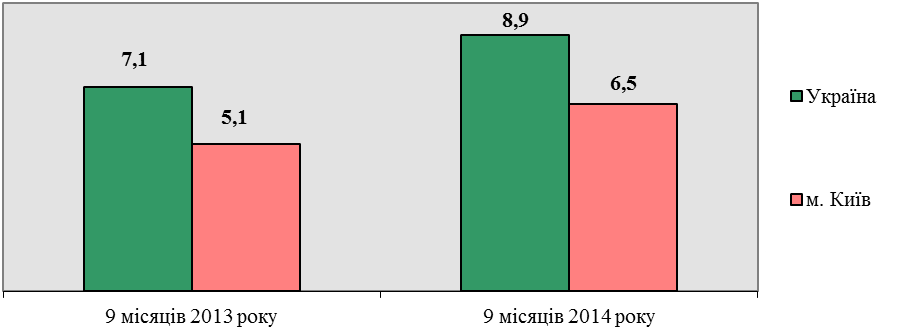 8,9
7,1
6,5
5,1
Україна
м. Київ
9 місяців 2013 року
9 місяців 2014 року